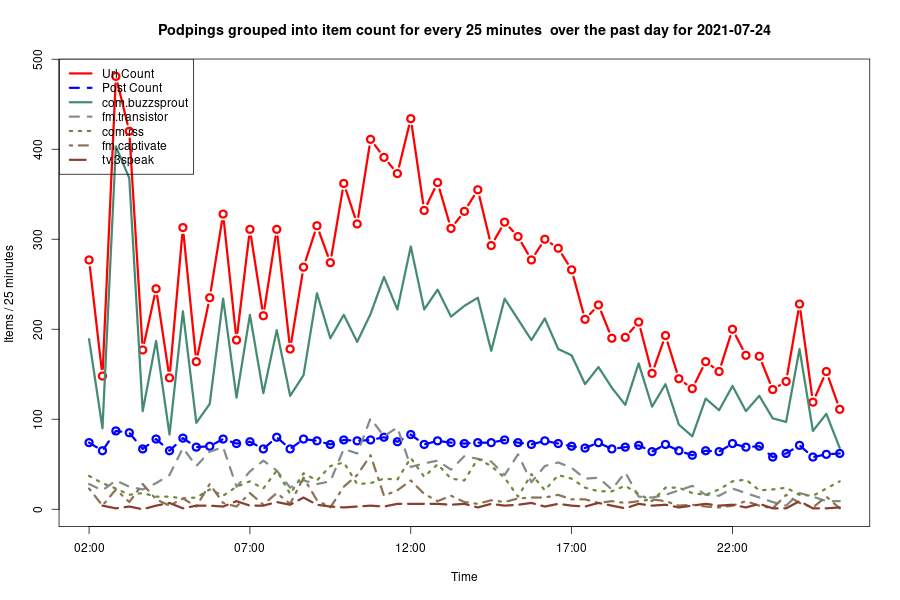 Podpings grouped into item count for every 25 minutes  over the past day for 2021-07-24
Items / 25 minutes
500
400
300
200
100
0
Url Count
Post Count
com.buzzsprout
fm.transistor
com.rss
fm.captivate
tv.3speak
02:00
07:00
12:00
17:00
22:00
Time